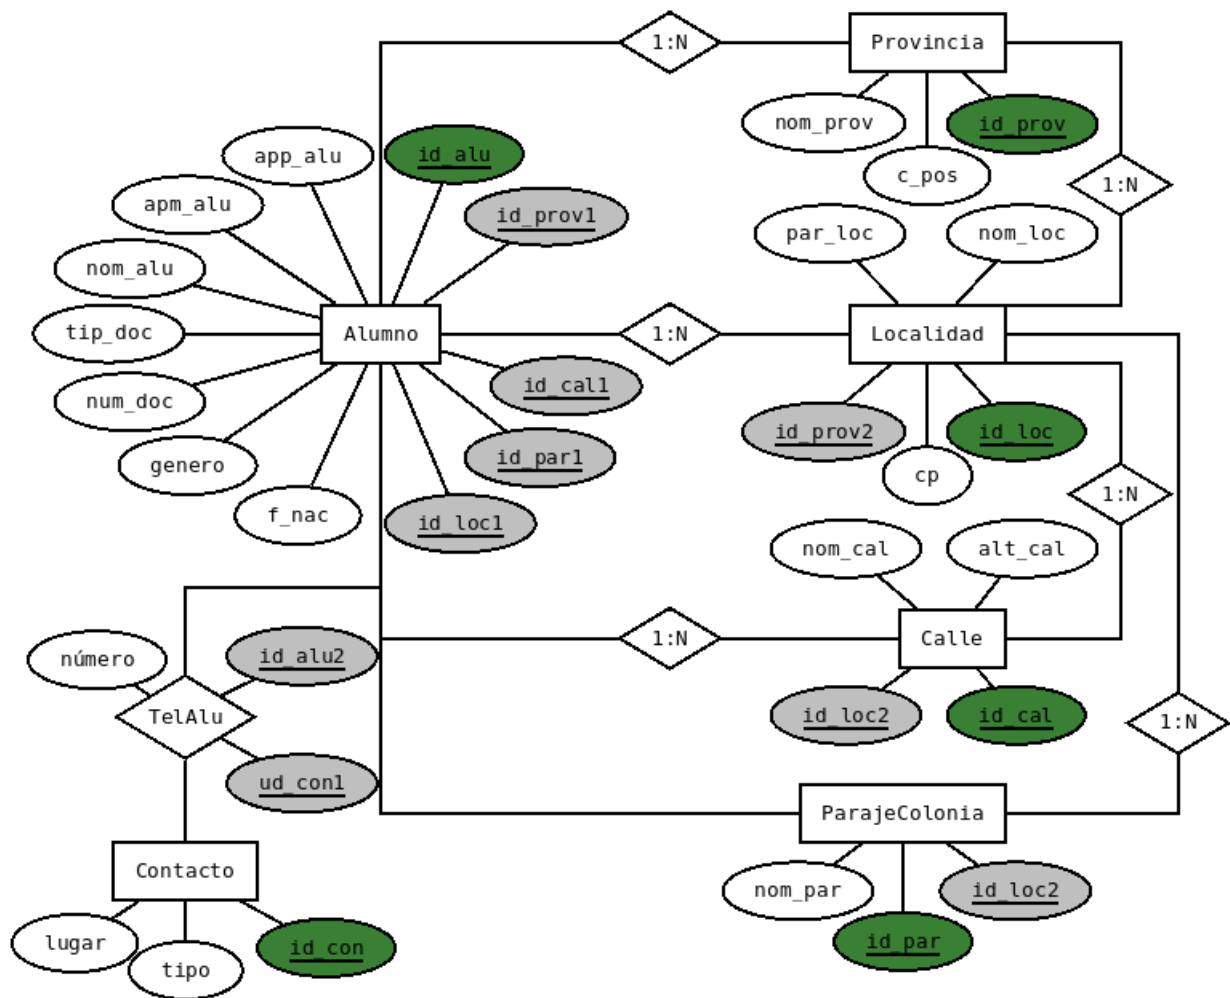 1:N
Provincia
nom_prov
id_prov
c_pos
1:N
app_alu
id_alu
apm_alu
id_prov1
nom_alu
par_loc
nom_loc
tip_doc
Alumno
1:N
Localidad
num_doc
id_cal1
genero
id_par1
id_prov2
id_loc
f_nac
id_loc1
cp
1:N
nom_cal
alt_cal
número
id_alu2
1:N
Calle
TelAlu
id_loc2
id_cal
1:N
ud_con1
ParajeColonia
Contacto
nom_par
id_loc2
lugar
tipo
id_con
id_par